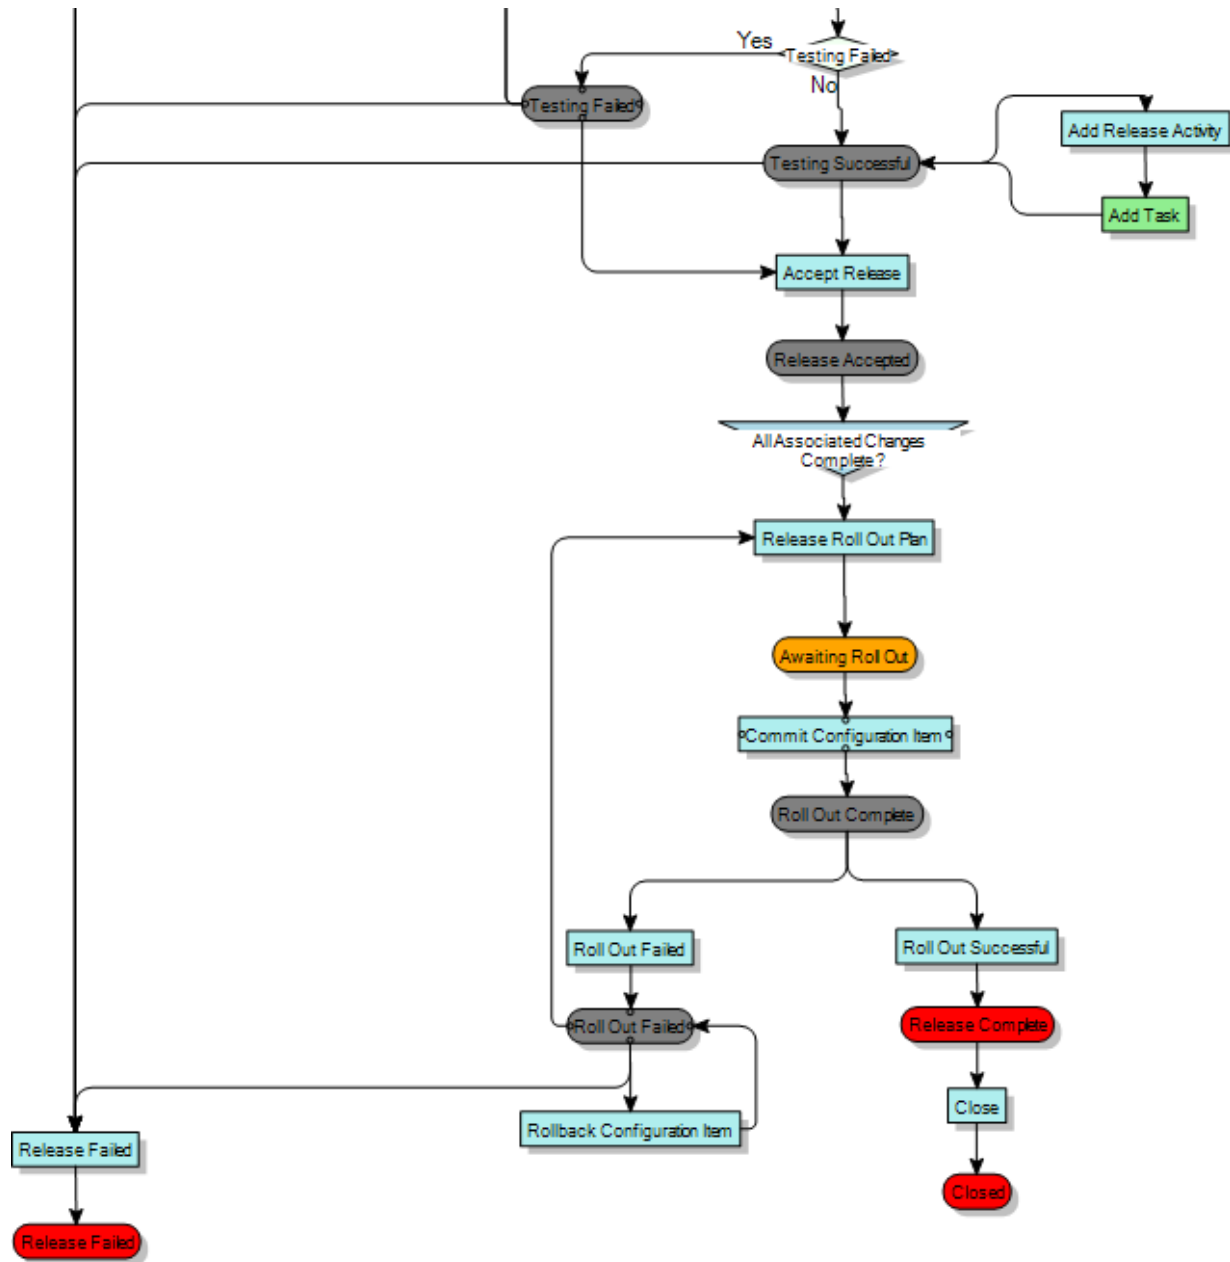 Yes
Testing Failed
No
Testing Failed
Add Release Activity
Testing Successful
Add Task
Accept Release
Release Accepted
All Associated Changes
Complete?
Release Roll Out Plan
Awaiting Roll Out
Commit Configuration Item
Roll Out Complete
Roll Out Failed
Roll Out Successful
Roll Out Failed
Release Complete
Close
Rollback Configuration Item
Release Failed
Closed
Release Failed